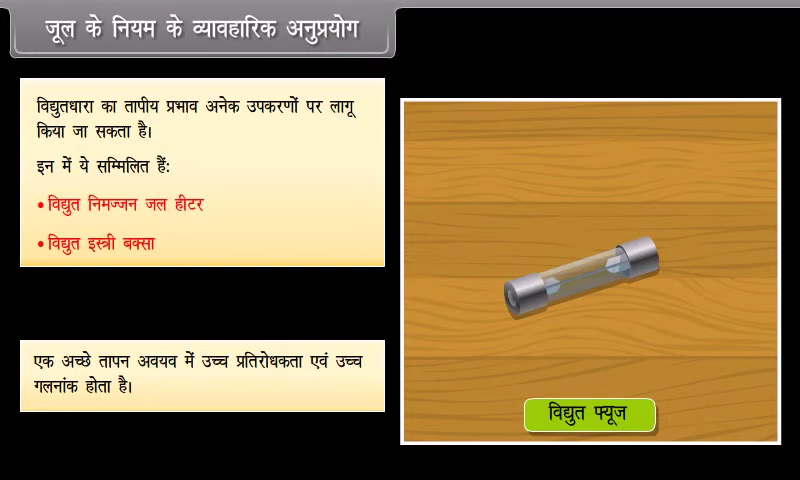 जूल के नियम के व्यावहारिक अनुप्रयोग
विद्युतधारा का तापीय प्रभाव अनेक उपकरणों पर लागू
किया जा सकता है।
इन में ये सम्मिलित हैं:
• विद्युत निमज्जन जल हीटर
• विद्युत इस्त्री बक्सा
एक अच्छे तापन अवयव में उच्च प्रतिरोधकता एवं उच्च
गलनांक होता है।
विद्युत फ्यूज